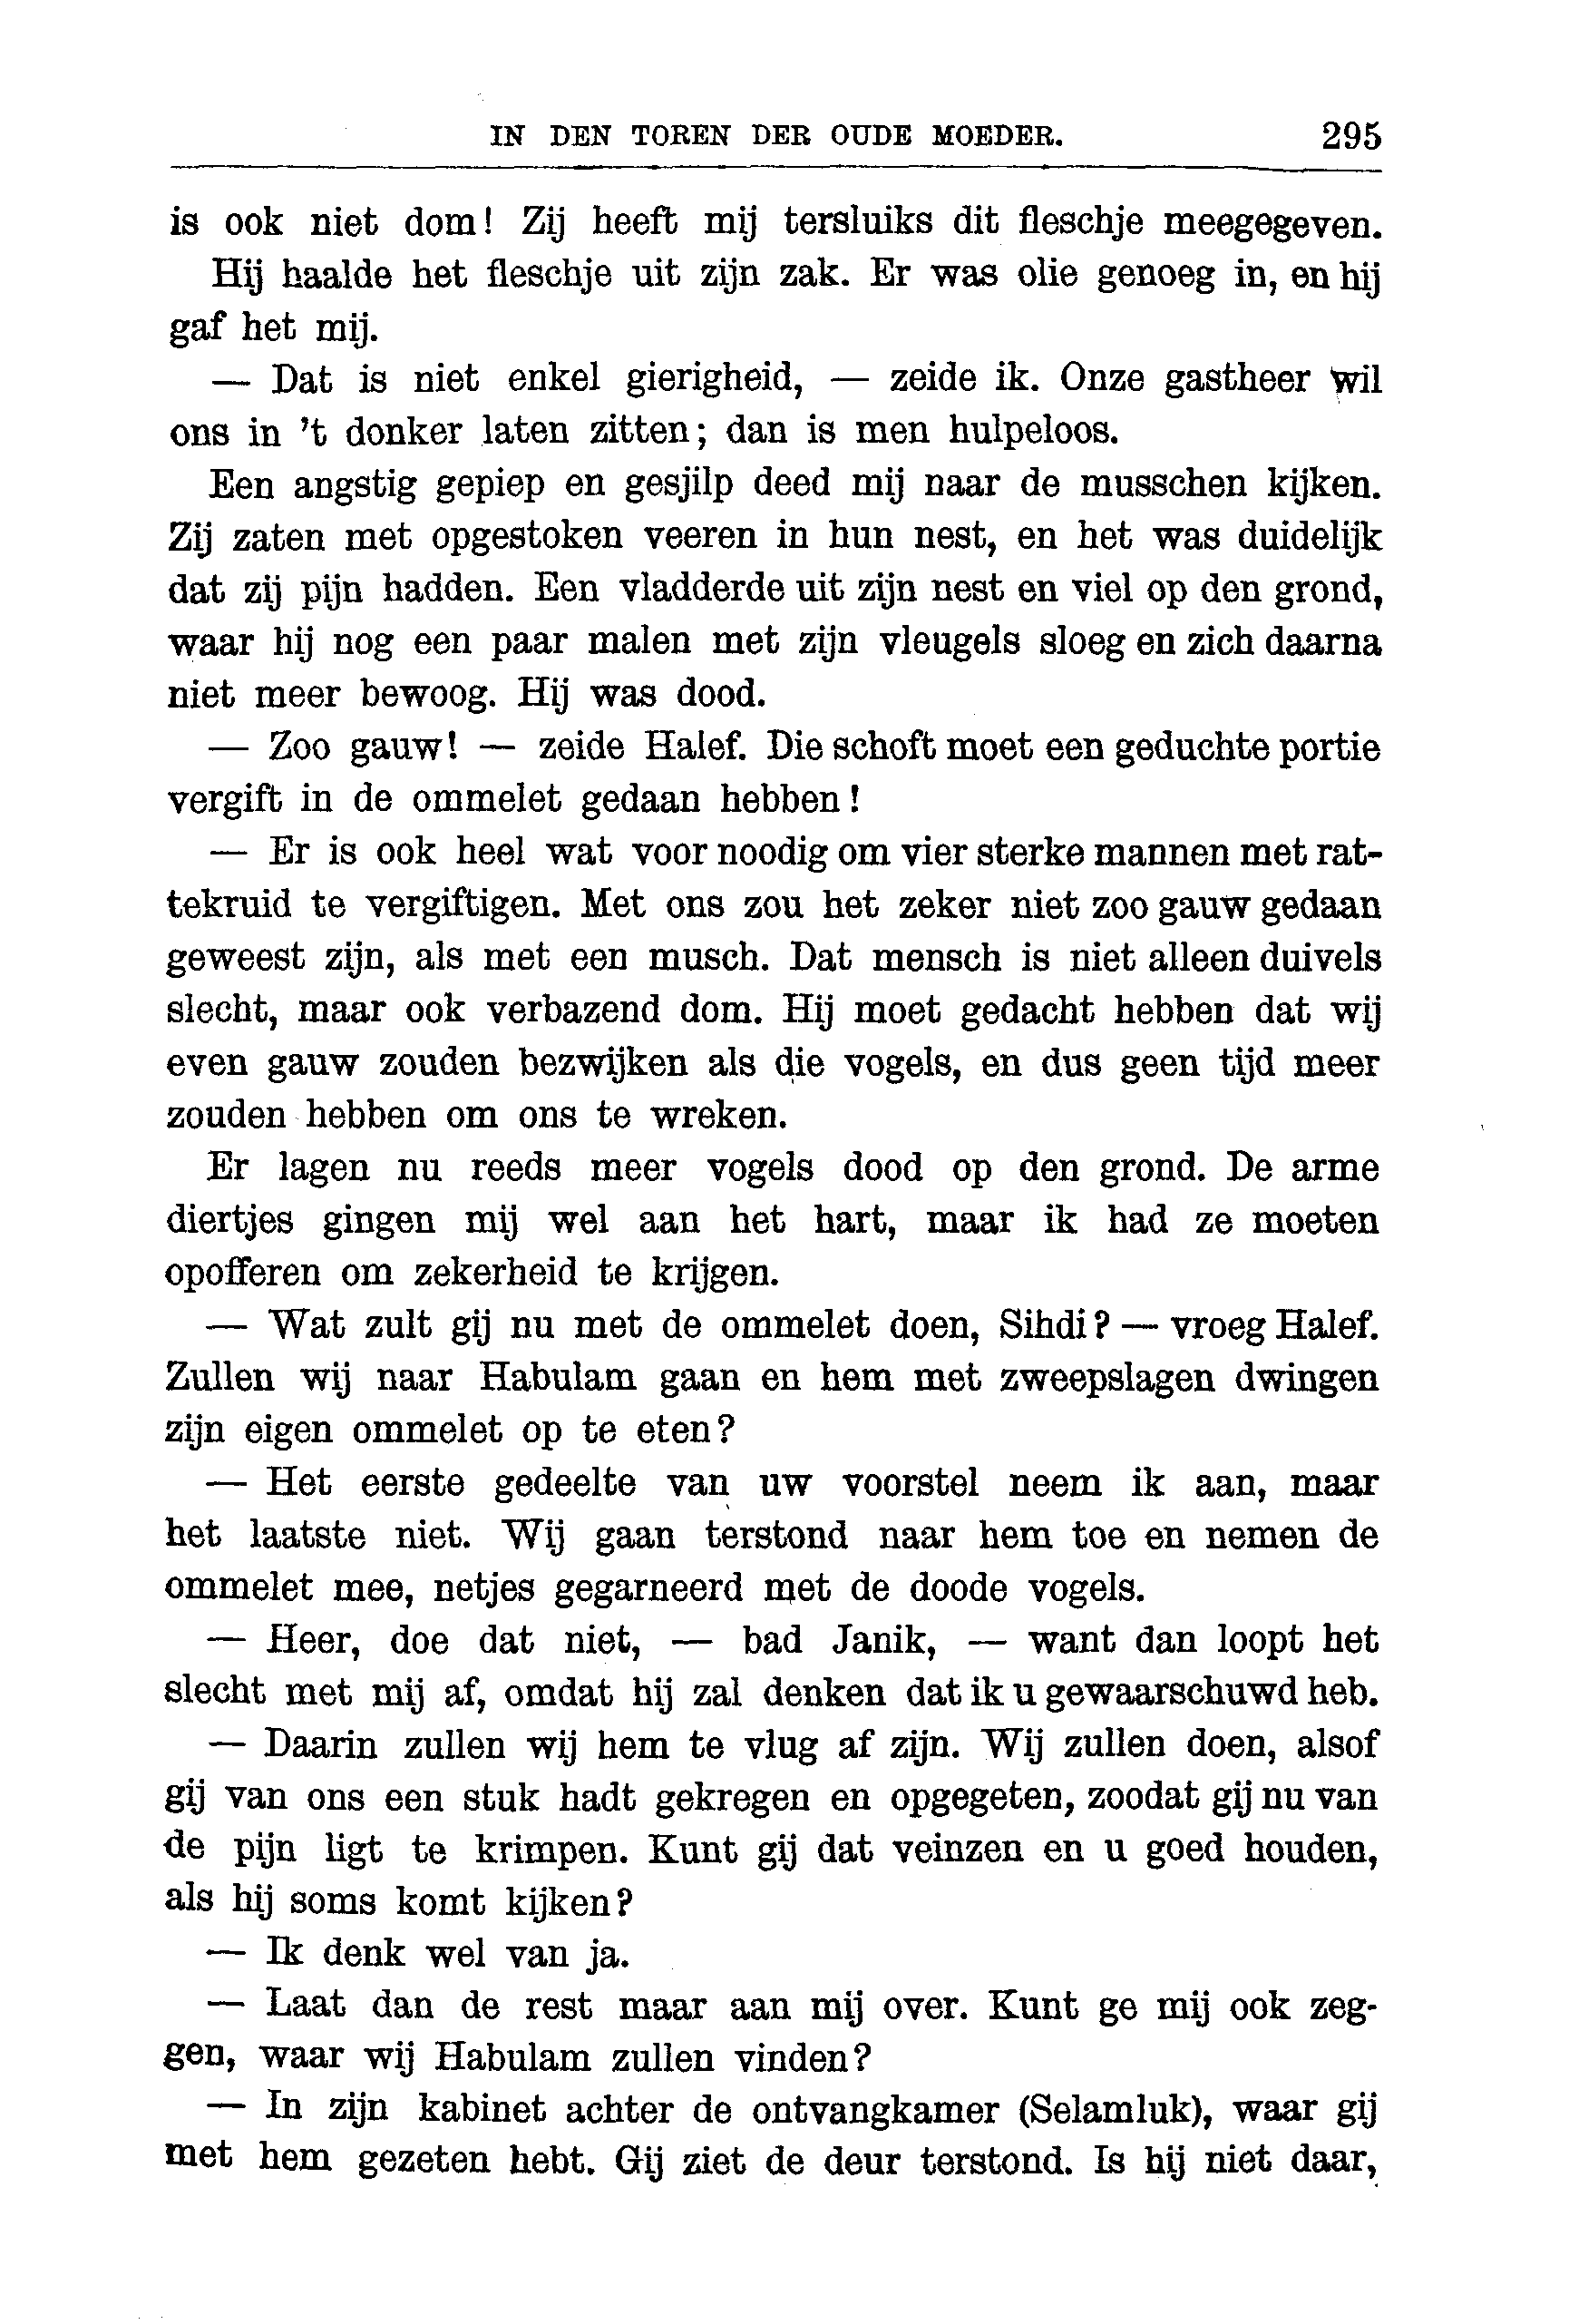 IN DEN TOREN DER OUDE MOEDER. 295
is ook niet dom! Zij heeft mij tersluiks dit fleschje meegegeven.
Hij haalde het fleschje uit zijn zak. Er was olie genoeg in, en hij
gaf het mij.
— Dat is niet enkel gierigheid, — zeide ik. Onze gastheer wil
ons in 't donker laten zitten; dan is men hulpeloos.
Een angstig gepiep en gesjilp deed mij naar de musschen kijken.
Zij zaten met opgestoken veeren in hun nest, en het was duidelijk
dat zij pijn hadden. Een vladderde uit zijn nest en viel op den grond,
waar hij nog een paar malen met zijn vleugels sloeg en zich daarna
niet meer bewoog. Hij was dood.
— Zoo gauw! — zeide Halef. Die schoft moet een geduchte portie
vergift in de ommelet gedaan hebben!
— Er is ook heel wat voor noodig om vier sterke mannen met rat-
tekruid te vergiftigen. Met ons zou het zeker niet zoo gauw gedaan
geweest zijn, als met een musch. Dat mensch is niet alleen duivels
slecht, maar ook verbazend dom. Hij moet gedacht hebben dat wij
even gauw zouden bezwijken als die vogels, en dus geen tijd meer
zouden hebben om ons te wreken.
Er lagen nu reeds meer vogels dood op den grond. De arme
diertjes gingen mij wel aan het hart, maar ik had ze moeten
opofferen om zekerheid te krijgen.
— Wat zult gij nu met de ommelet doen, Sihdi? — vroeg Halef.
Zullen wij naar Habulam gaan en hem met zweepslagen dwingen
zijn eigen ommelet op te eten?
— Het eerste gedeelte van uw voorstel neem ik aan, maar
het laatste niet. Wij gaan terstond naar hem toe en nemen de
ommelet mee, netjes gegarneerd met de doode vogels.
— Heer, doe dat niet, — bad Janik, — want dan loopt het
slecht met mij af, omdat hij zal denken dat ik u gewaarschuwd heb.
— Daarin zullen wij hem te vlug af zijn. Wij zullen doen, alsof
gij van ons een stuk hadt gekregen en opgegeten, zoodat gij nu van
de pijn ligt te krimpen. Kunt gij dat veinzen en u goed houden,
als hij soms komt kijken?
— Ik denk wel van ja.
— Laat dan de rest maar aan mij over. Kunt ge mij ook zeg-
gen, waar wij Habulam zullen vinden?
— In zijn kabinet achter de ontvangkamer (Selamluk), waar gij
met hem gezeten hebt. Gij ziet de deur terstond. Is hij niet daar,